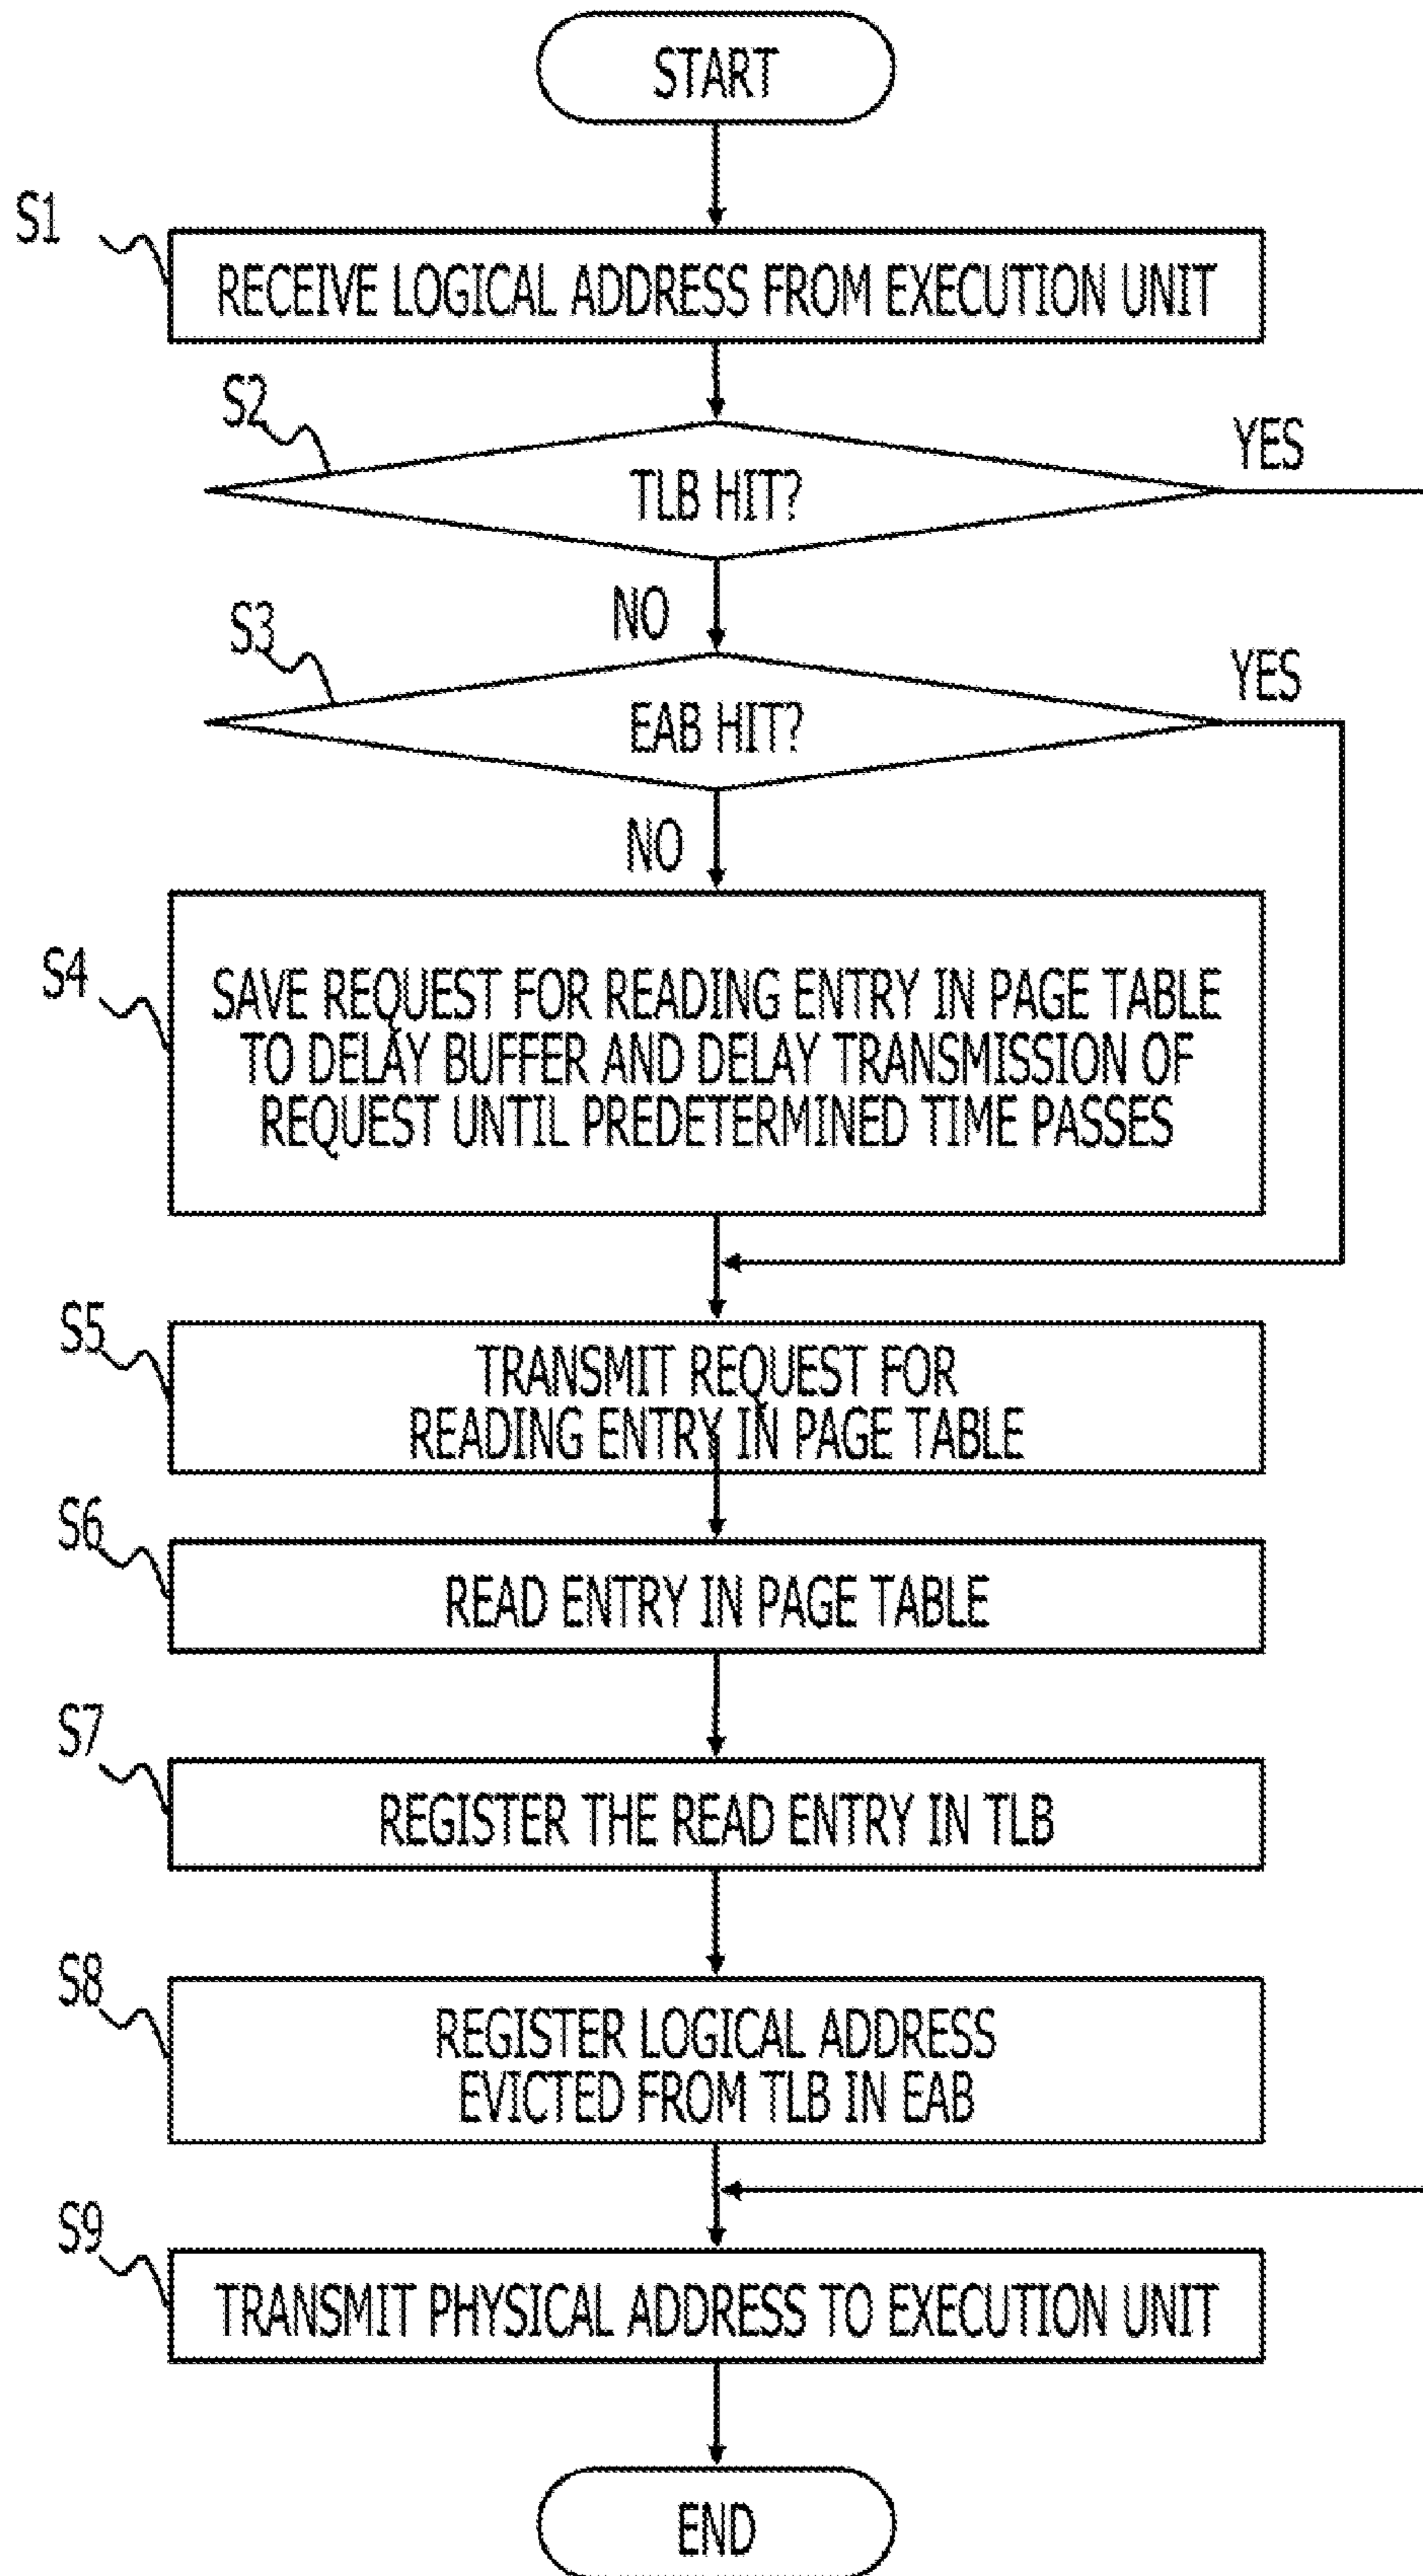 START
S1
RECEIVE LOGICAL ADDRESS FROM EXECUTION UNIT
S2
TLB HIT?
YES
NO
S3
EAB HIT?
YES
NO
S4
SAVE REQUEST FOR READING ENTRY IN PAGE TABLE
TO DELAY BUFFER AND DELAY TRANSMISSION OF
REQUEST UNTIL PREDETERMINED TIME PASSES
S5
TRANSMIT REQUEST FOR
READING ENTRY IN PAGE TABLE
S6
READ ENTRY IN PAGE TABLE
S7
REGISTER THE READ ENTRY IN TLB
S8
REGISTER LOGICAL ADDRESS
EVICTED FROM TLB IN EAB
S9
TRANSMIT PHYSICAL ADDRESS TO EXECUTION UNIT
END